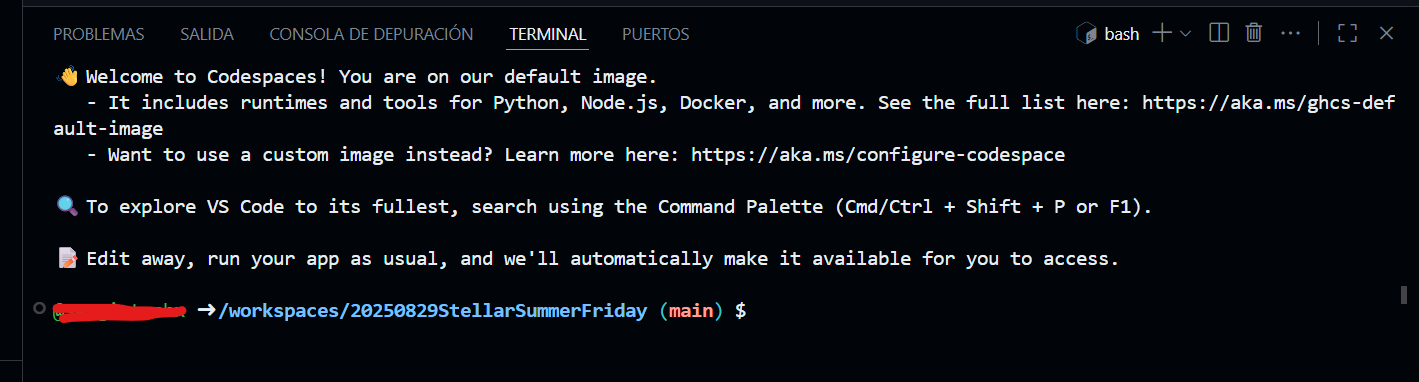 PROBLEMAS SALIDA CONSOLA DE DEPURACIÓN TERMINAL PUERTOS bash
👋 Welcome to Codespaces! You are on our default image.
- It includes runtimes and tools for Python, Node.js, Docker, and more. See the full list here: https://aka.ms/ghcs-def
ault-image
- Want to use a custom image instead? Learn more here: https://aka.ms/configure-codespace
🔍 To explore VS Code to its fullest, search using the Command Palette (Cmd/Ctrl + Shift + P or F1).
📝 Edit away, run your app as usual, and we'll automatically make it available for you to access.
➜/workspaces/20250829StellarSummerFriday (main) $